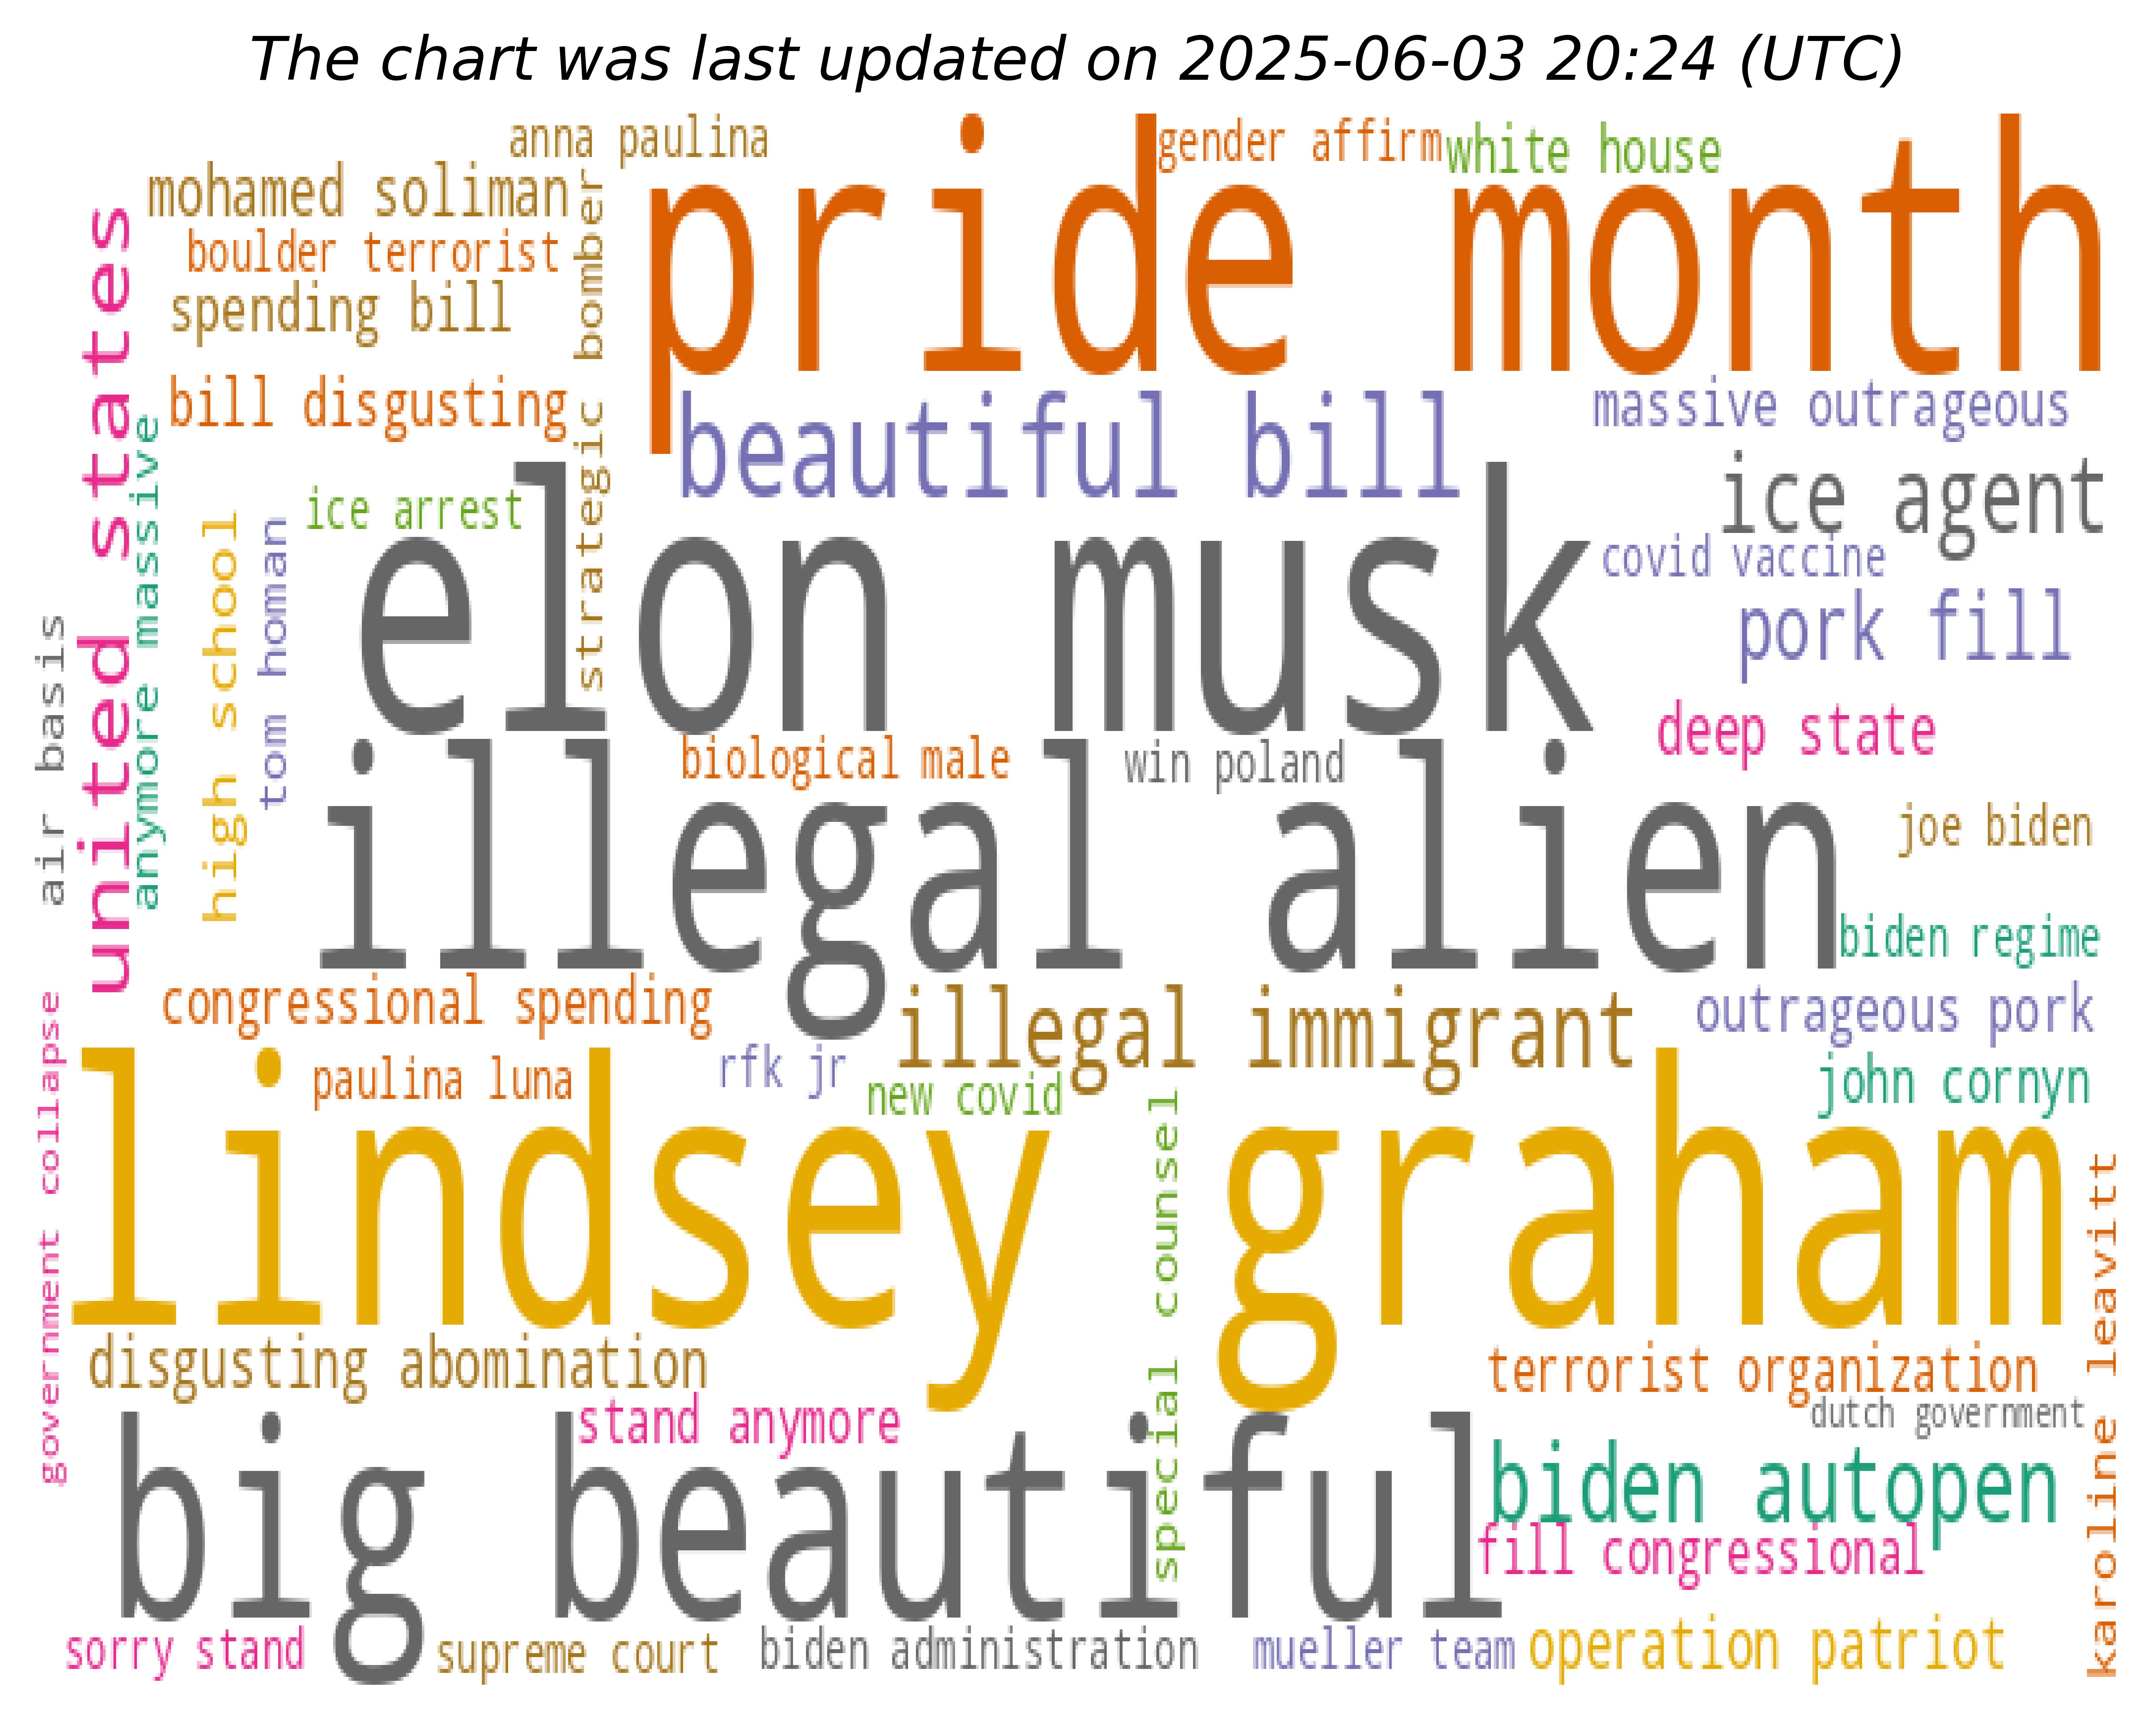 The chart was last updated on 2025-06-03 20:24 (UTC)
anna paulina
gender affirm
white house
mohamed soliman
pride month
boulder terrorist
spending bill
strategic bomber
united states
bill disgusting
beautiful bill
massive outrageous
anymore massive
ice arrest
ice agent
high school
tom homan
elon musk
covid vaccine
pork fill
air basis
deep state
biological male
win poland
illegal alien
joe biden
biden regime
congressional spending
illegal immigrant
outrageous pork
government collapse
paulina luna
rfk jr
new covid
john cornyn
lindsey graham
special counsel
karoline leavitt
disgusting abomination
terrorist organization
stand anymore
dutch government
big beautiful
biden autopen
fill congressional
sorry stand
supreme court
biden administration
mueller team
operation patriot